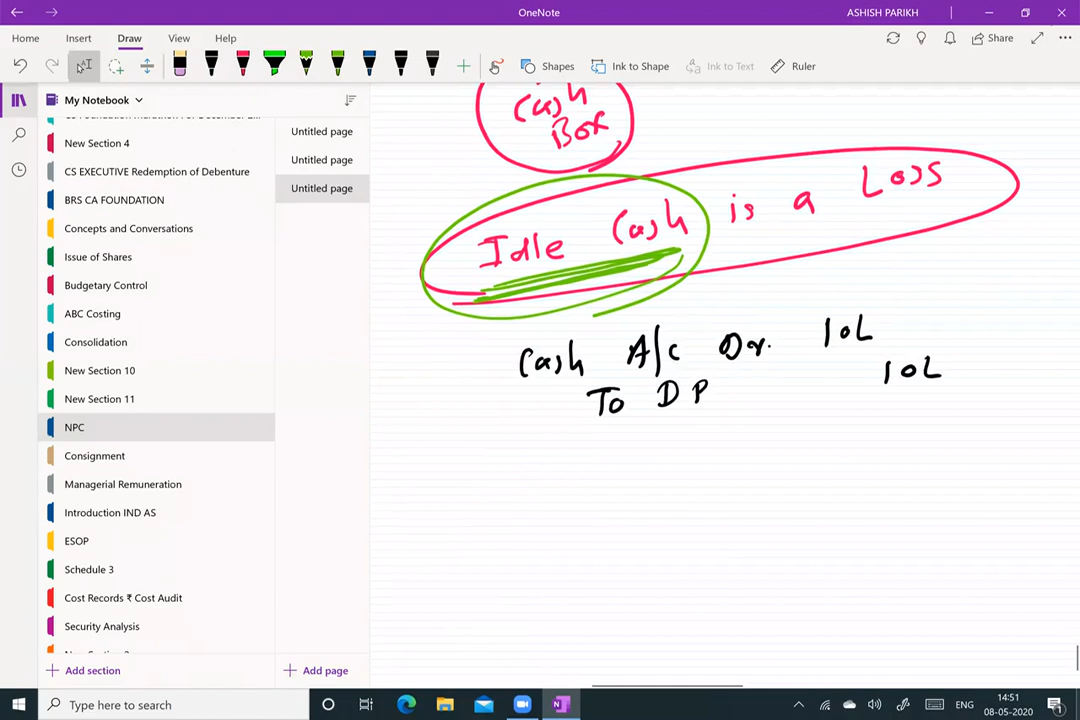 OneNote
ASHISH PARIKH
Home Insert Draw View Help
Share
Shapes Ink to Shape Ink to Text Ruler
My Notebook
New Section 4
CS EXECUTIVE Redemption of Debenture
BRS CA FOUNDATION
Concepts and Conversations
Issue of Shares
Budgetary Control
ABC Costing
Consolidation
New Section 10
New Section 11
NPC
Consignment
Managerial Remuneration
Introduction IND AS
ESOP
Schedule 3
Cost Records ₹ Cost Audit
Security Analysis
Add section
Untitled page
Untitled page
Untitled page
Add page
Cash
Box
Idle Cash is a Loss
Cash A/c Dr. 10L
To DP 10L
Type here to search
ENG
14:51
08-05-2020
1